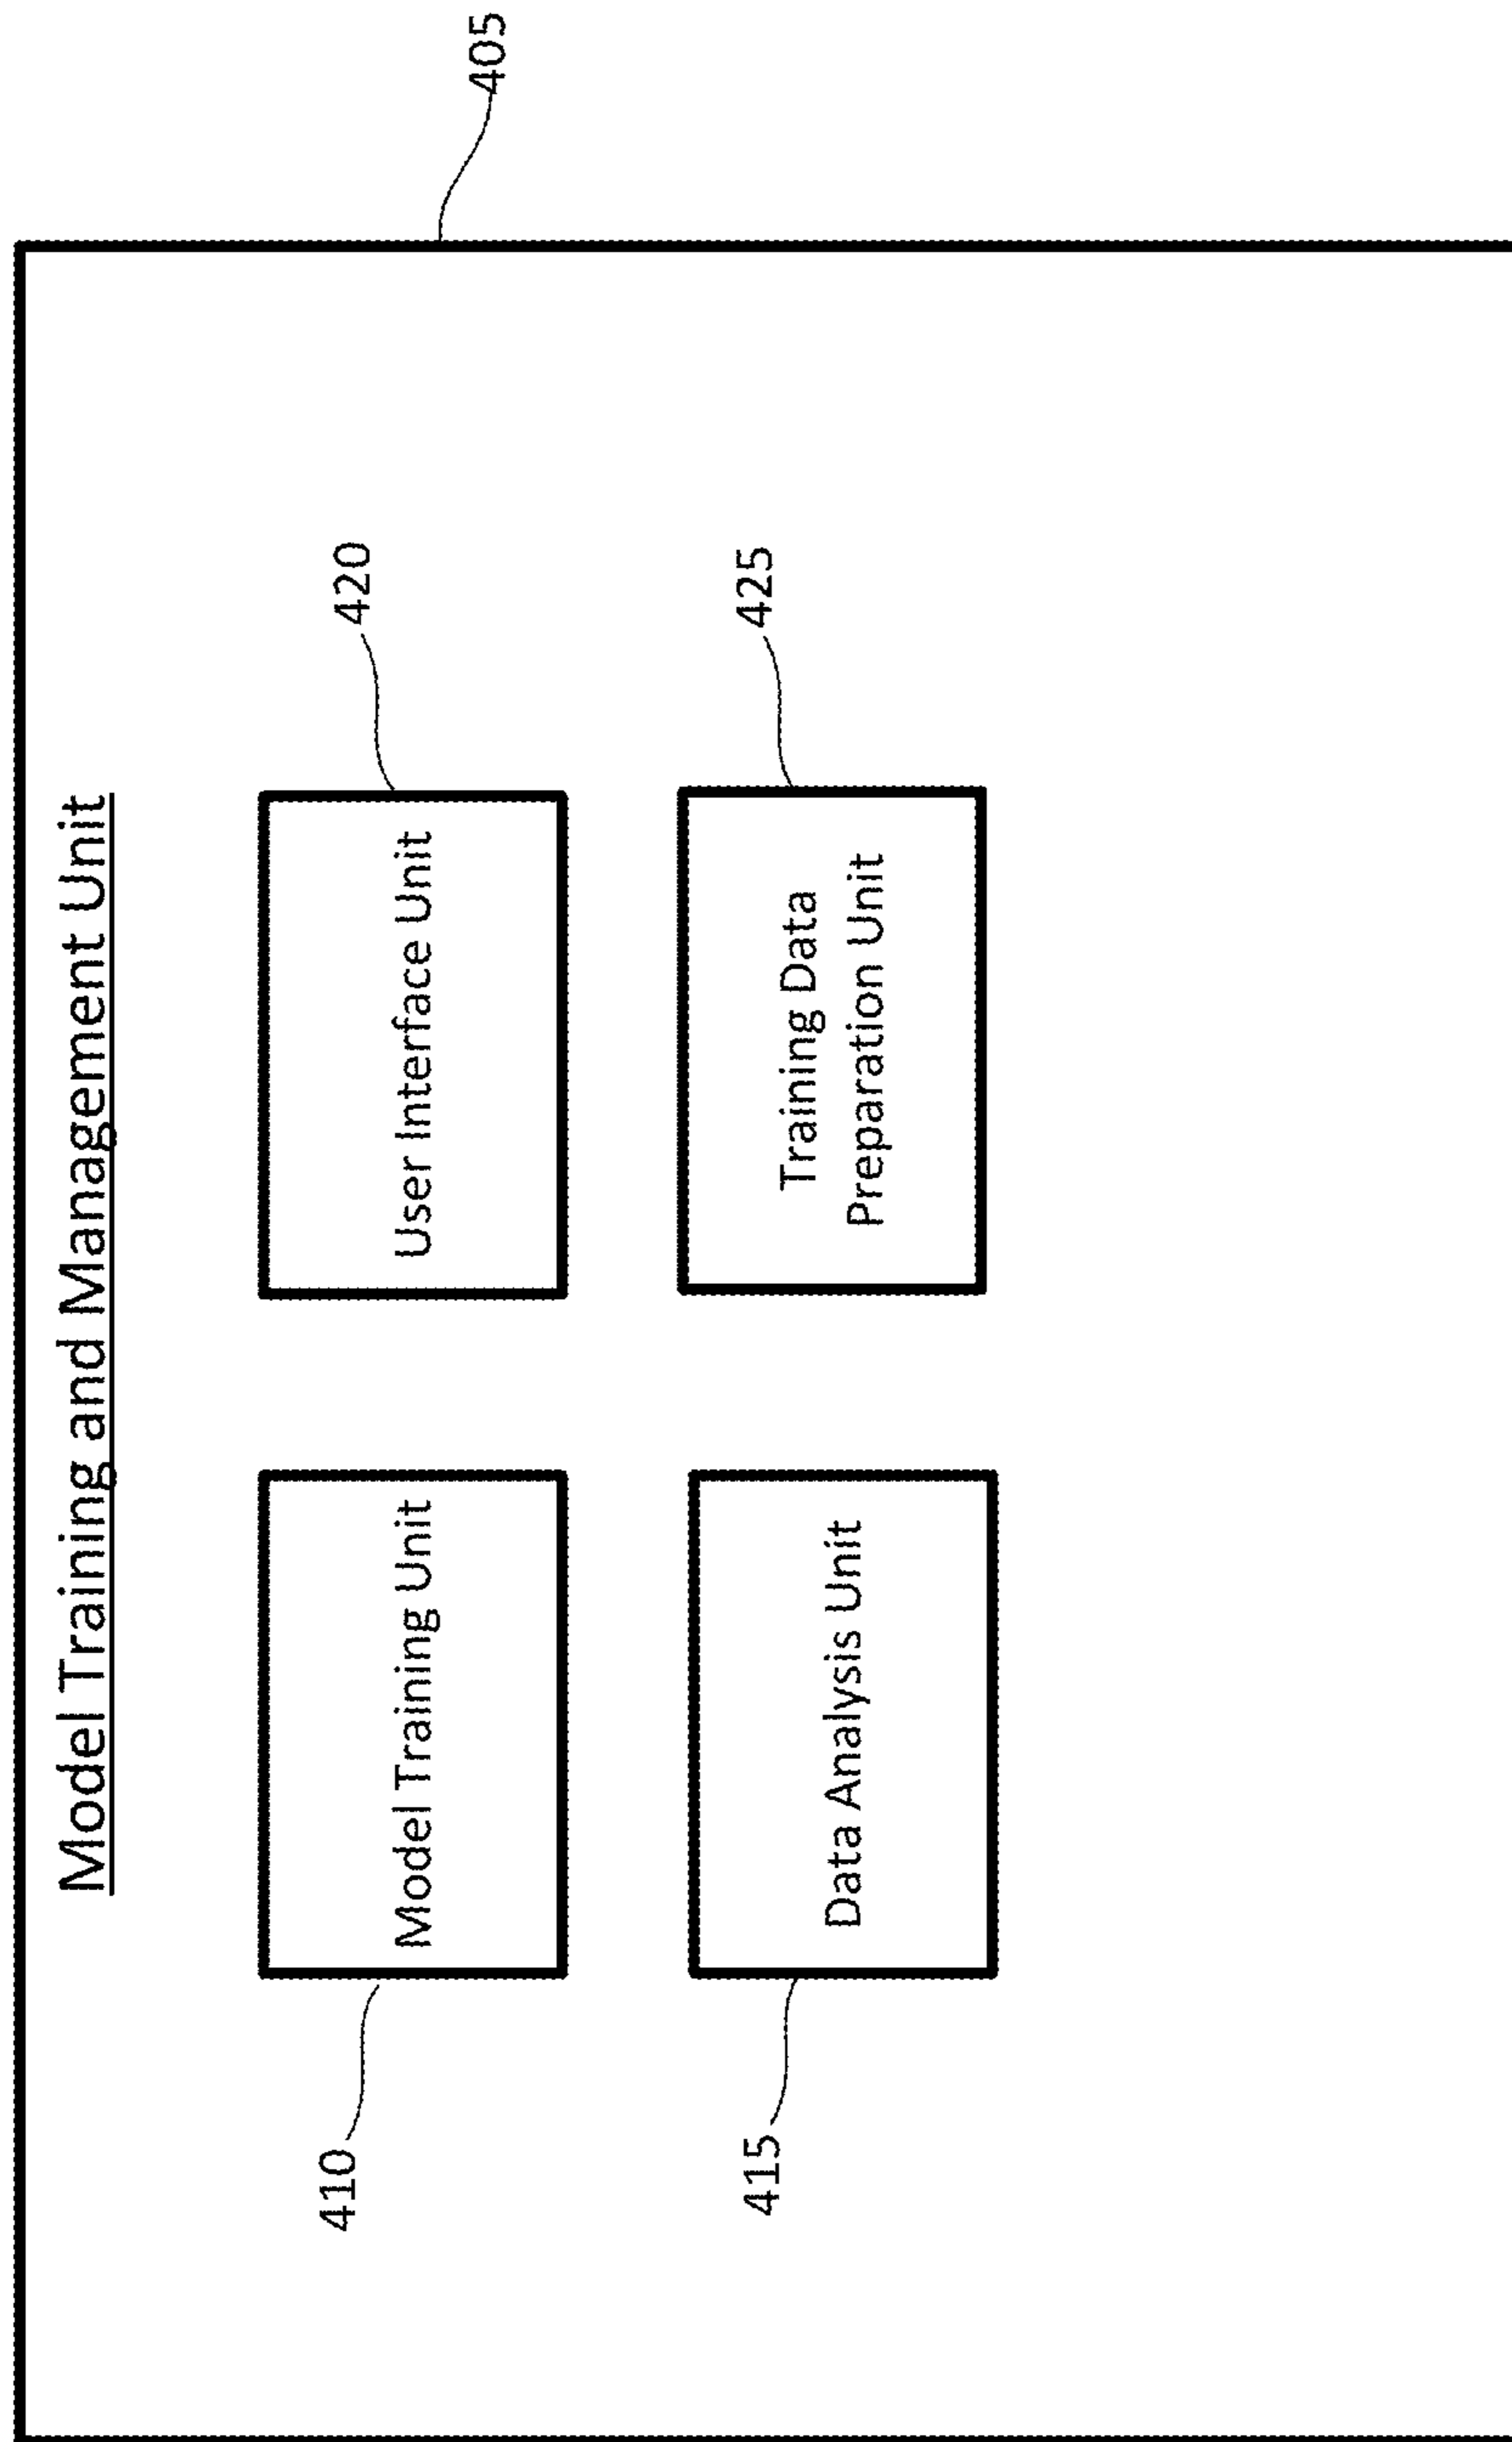 405
Model Training and Management Unit
410
Model Training Unit
User Interface Unit
420
415
Data Analysis Unit
Training Data
Preparation Unit
425